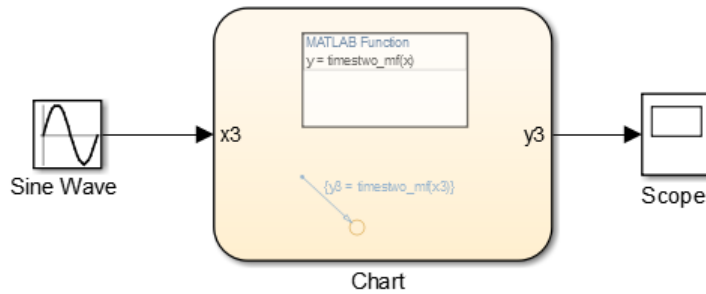 MATLAB Function
y = timestwo_mf(x)
x3
y3
{y3 = timestwo_mf(x3)}
Sine Wave
Scope
Chart